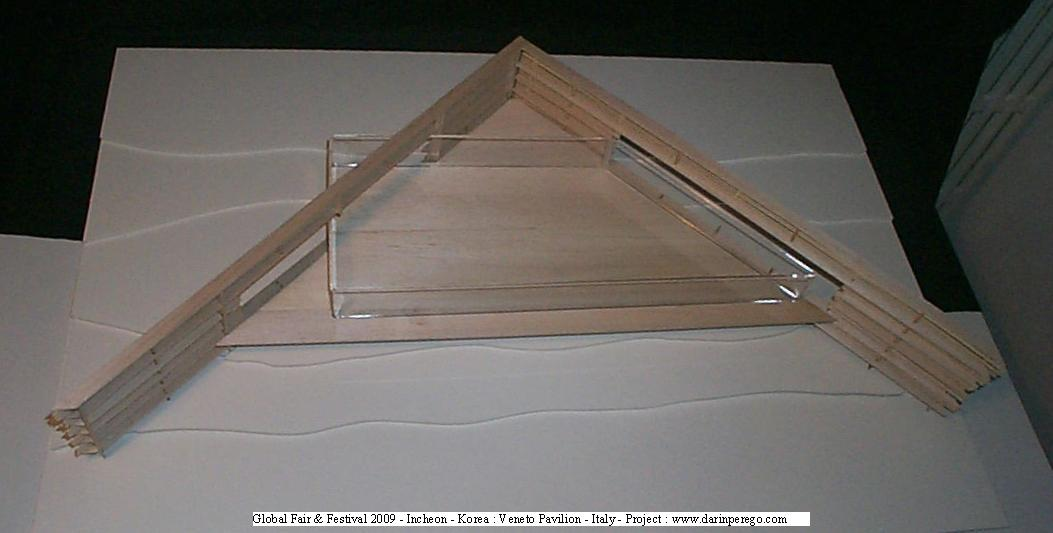 Global Fair & Festival 2009 - Incheon - Korea : Veneto Pavilion - Italy - Project : www.darinperego.com